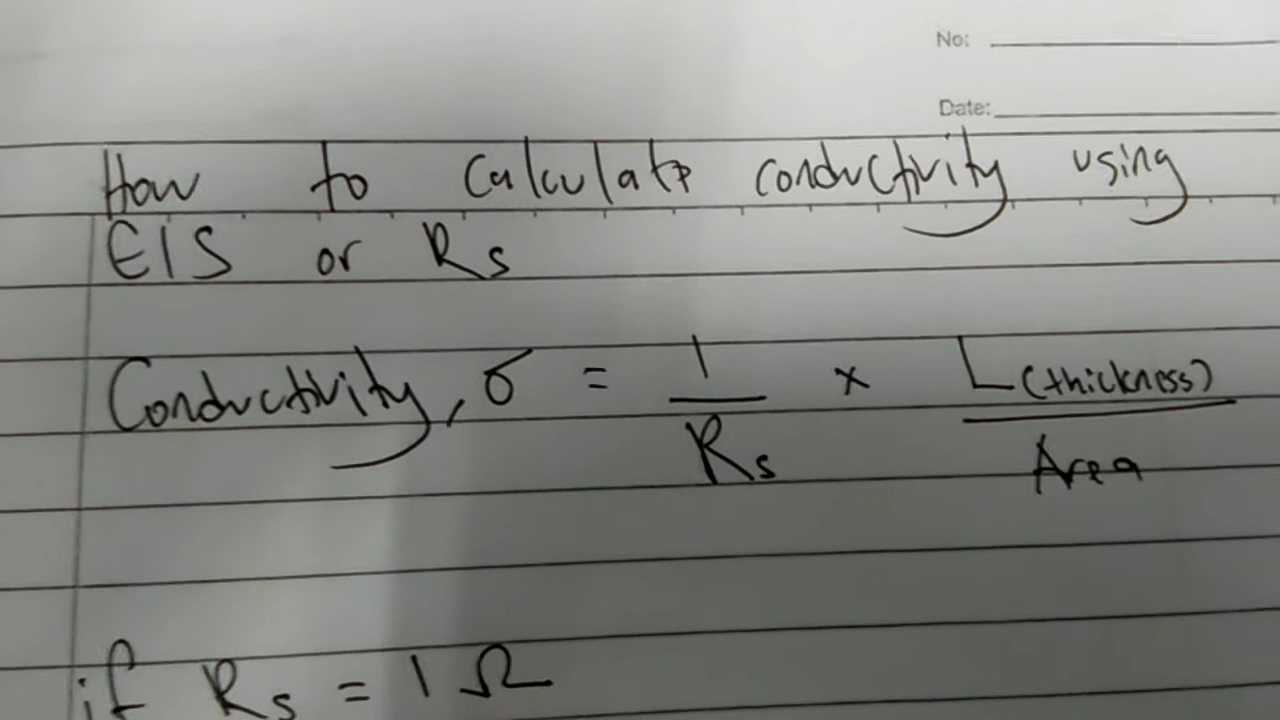 No:
Date:
How to calculate conductivity using
EIS or Rs
Conductivity, σ = 1/Rs × L(thickness)/Area
if Rs = 1 Ω